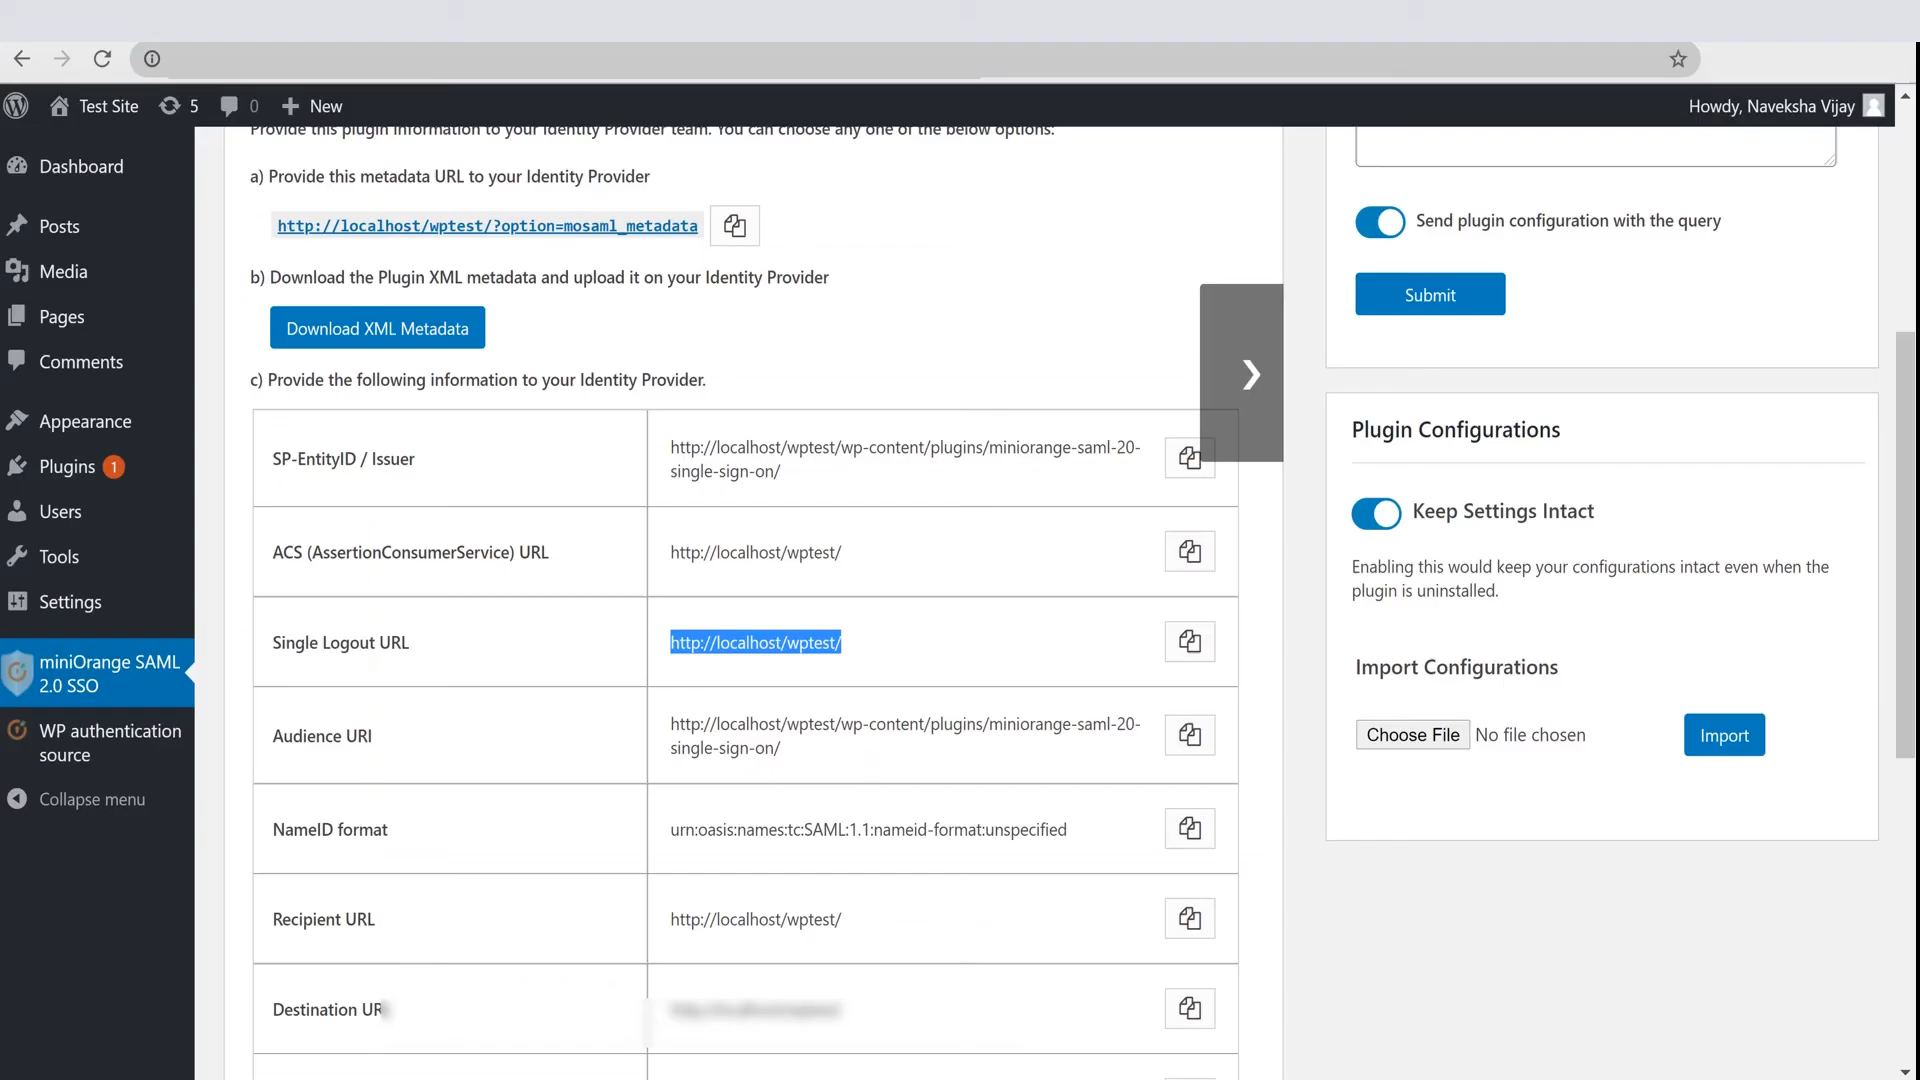 Test Site
5
0
New
Howdy, Naveksha Vijay
Dashboard
Posts
Media
Pages
Comments
Appearance
Plugins 1
Users
Tools
Settings
miniOrange SAML
2.0 SSO
WP authentication
source
Collapse menu
Provide this plugin information to your Identity Provider team. You can choose any one of the below options:
a) Provide this metadata URL to your Identity Provider
http://localhost/wptest/?option=mosaml_metadata
b) Download the Plugin XML metadata and upload it on your Identity Provider
Download XML Metadata
c) Provide the following information to your Identity Provider.
SP-EntityID / Issuer
http://localhost/wptest/wp-content/plugins/miniorange-saml-20-
single-sign-on/
ACS (AssertionConsumerService) URL
http://localhost/wptest/
Single Logout URL
http://localhost/wptest/
Audience URI
http://localhost/wptest/wp-content/plugins/miniorange-saml-20-
single-sign-on/
NameID format
urn:oasis:names:tc:SAML:1.1:nameid-format:unspecified
Recipient URL
http://localhost/wptest/
Destination URL
Send plugin configuration with the query
Submit
Plugin Configurations
Keep Settings Intact
Enabling this would keep your configurations intact even when the
plugin is uninstalled.
Import Configurations
Choose File No file chosen
Import